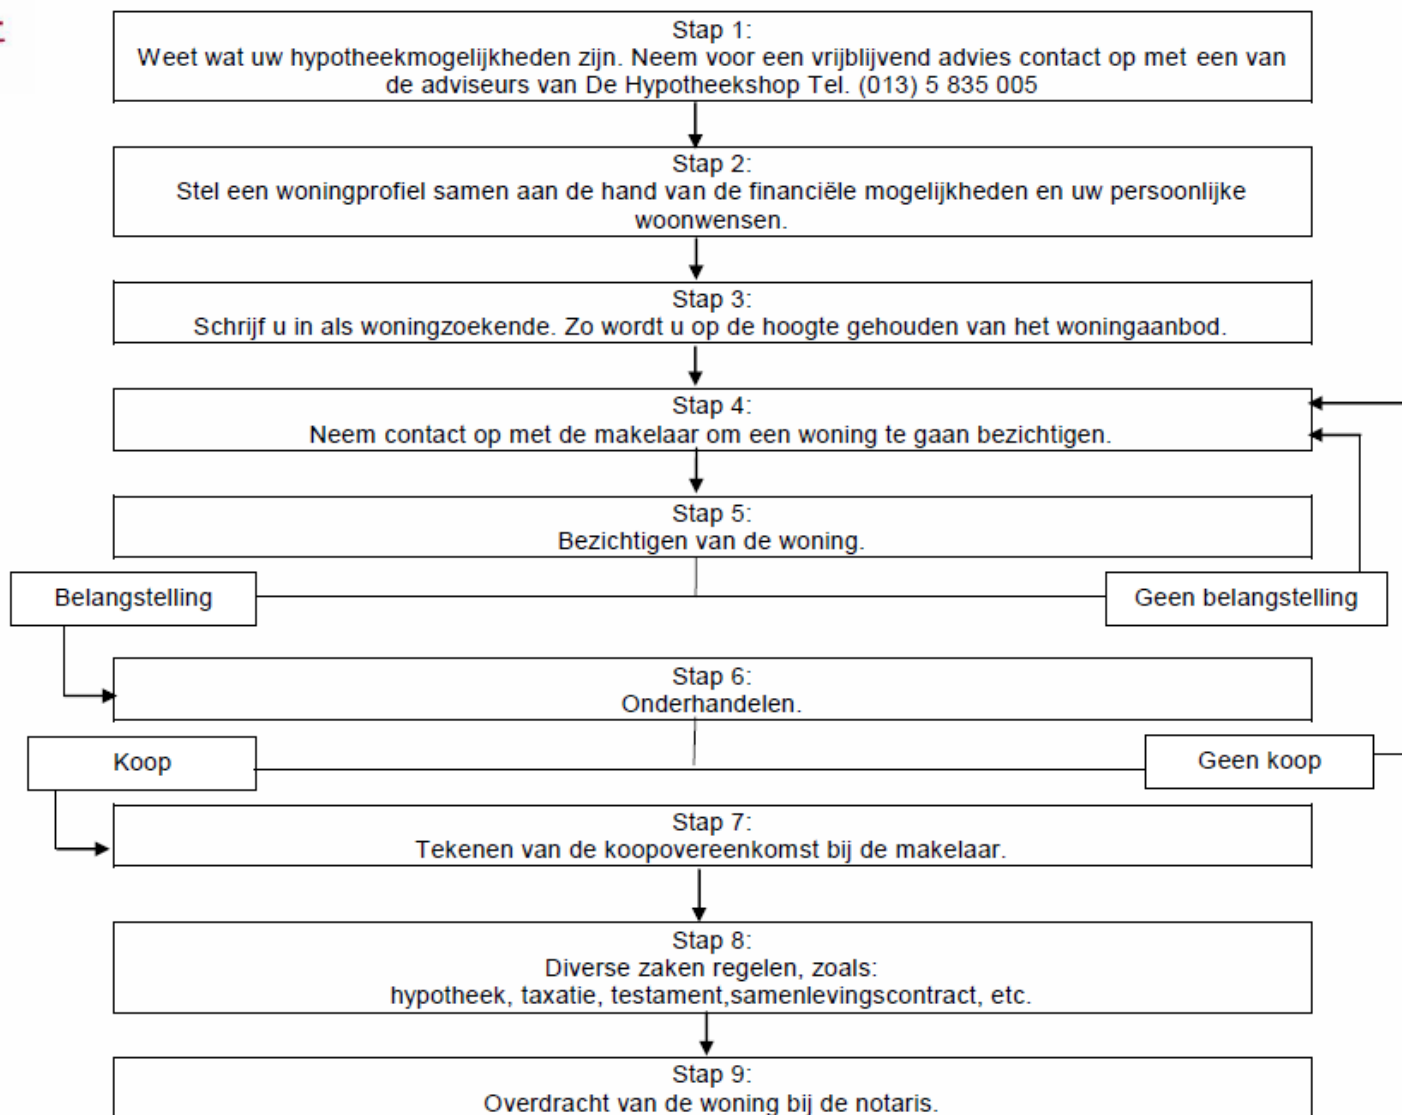 Stap 1:
Weet wat uw hypotheekmogelijkheden zijn. Neem voor een vrijblijvend advies contact op met een van
de adviseurs van De Hypotheekshop Tel. (013) 5 835 005
Stap 2:
Stel een woningprofiel samen aan de hand van de financiële mogelijkheden en uw persoonlijke
woonwensen.
Stap 3:
Schrijf u in als woningzoekende. Zo wordt u op de hoogte gehouden van het woningaanbod.
Stap 4:
Neem contact op met de makelaar om een woning te gaan bezichtigen.
Stap 5:
Bezichtigen van de woning.
Belangstelling
Geen belangstelling
Stap 6:
Onderhandelen.
Koop
Geen koop
Stap 7:
Tekenen van de koopovereenkomst bij de makelaar.
Stap 8:
Diverse zaken regelen, zoals:
hypotheek, taxatie, testament,samenlevingscontract, etc.
Stap 9:
Overdracht van de woning bij de notaris.